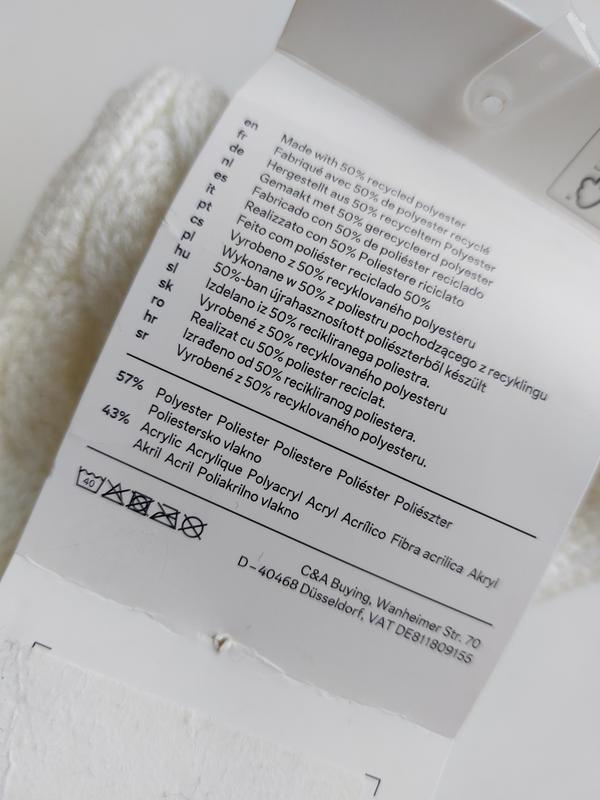 en Made with 50% recycled polyester
fr Fabriqué avec 50% de polyester recyclé
de Hergestellt aus 50% recyceltem Polyester
nl Gemaakt met 50% gerecycleerd polyester
es Fabricado con 50% de poliéster reciclado
it Realizzato con 50% Poliestere riciclato
pt Feito com poliéster reciclado 50%
cs Vyrobeno z 50% recyklovaného polyesteru
pl Wykonane w 50% z poliestru pochodzącego z recyklingu
hu 50%-ban újrahasznosított poliészterből készült
sl Izdelano iz 50% recikliranega poliestra.
sk Vyrobené z 50% recyklovaného polyesteru
ro Realizat cu 50% poliester reciclat.
hr Izrađeno od 50% recikliranog poliestera.
sr Vyrobené z 50% recyklovaného polyesteru.
57% Polyester Poliester Poliestere Poliéster Poliészter
Poliestersko vlakno
43% Acrylic Acrylique Polyacryl Acryl Acrílico Fibra acrilica Akryl
Akril Acril Poliakrilno vlakno
40
C&A Buying, Wanheimer Str. 70
D–40468 Düsseldorf, VAT DE811809155